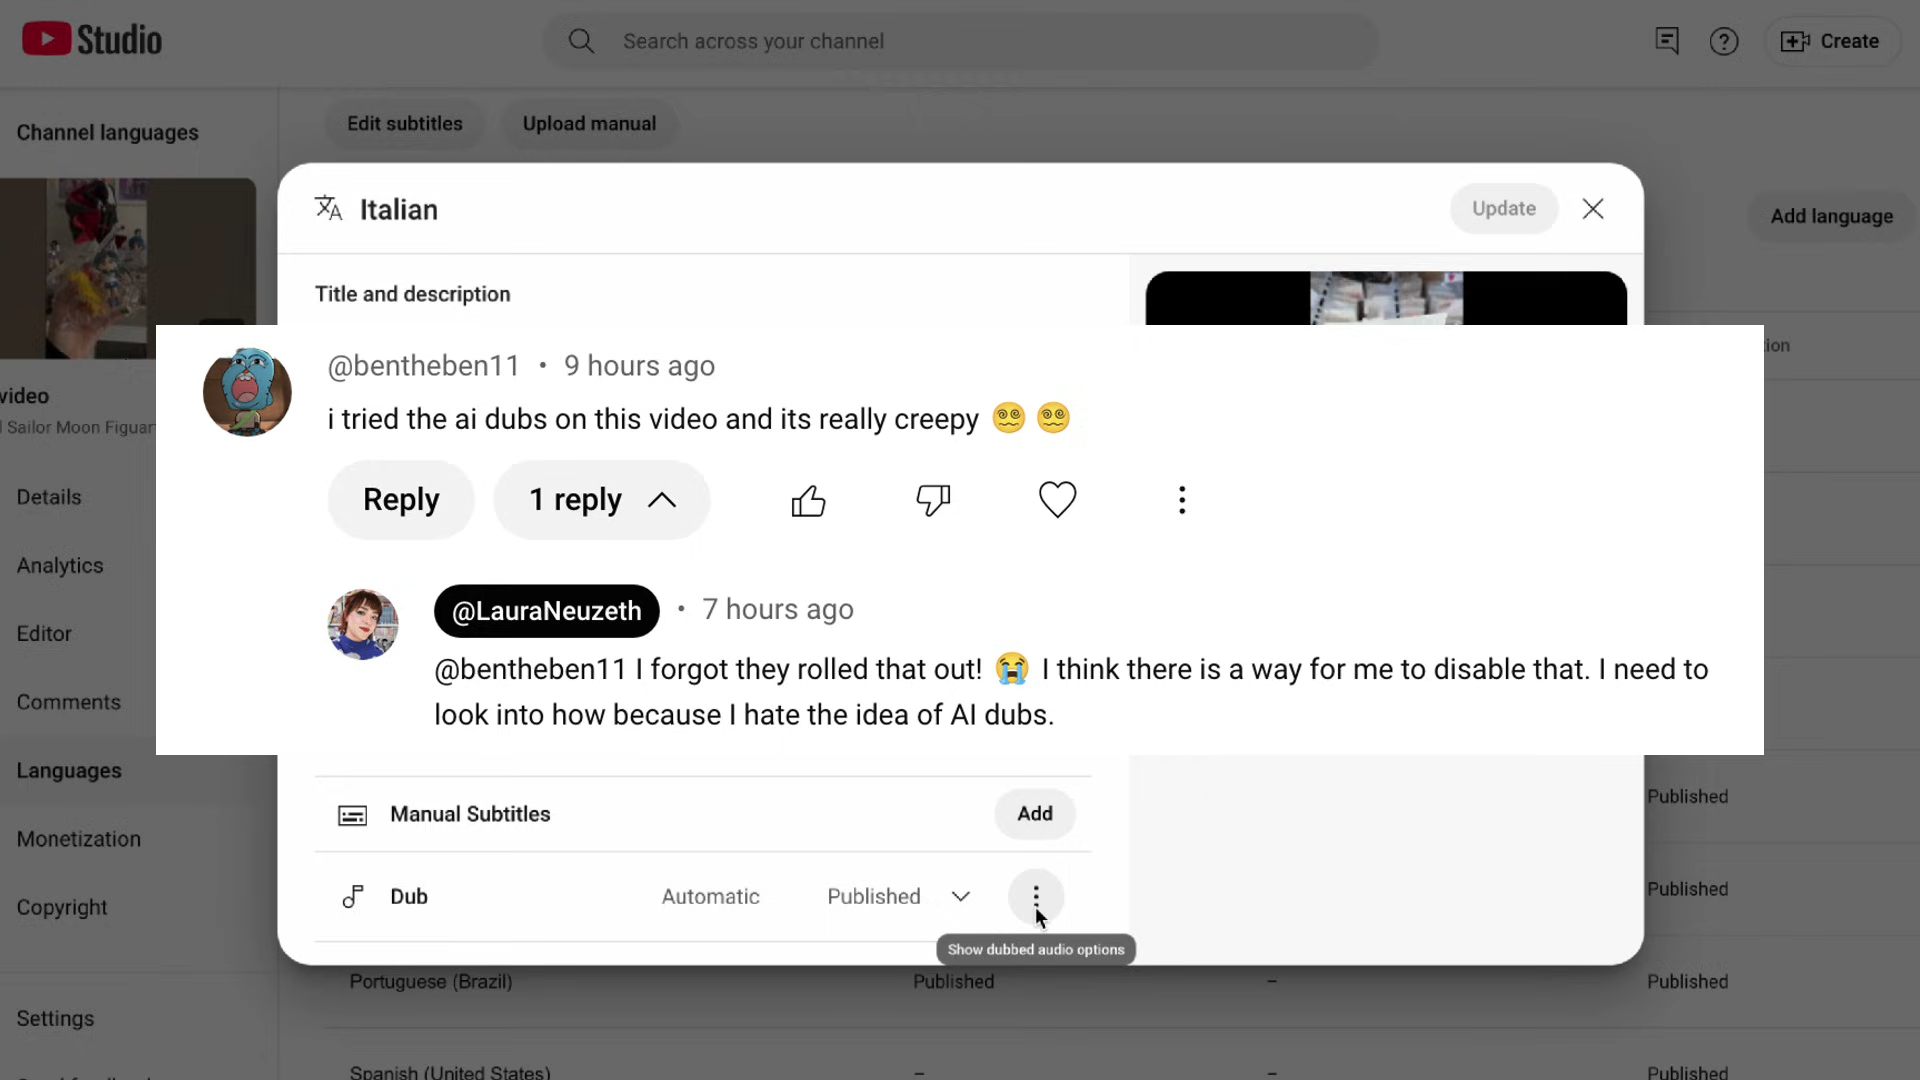 Studio
Search across your channel
Create
Channel languages
Edit subtitles
Upload manual
Italian
Update
Add language
Title and description
@bentheben11 • 9 hours ago
i tried the ai dubs on this video and its really creepy 😵‍💫 😵‍💫
Reply
1 reply
@LauraNeuzeth • 7 hours ago
@bentheben11 I forgot they rolled that out! 😭 I think there is a way for me to disable that. I need to
look into how because I hate the idea of AI dubs.
video
Sailor Moon Figuar
Details
Analytics
Editor
Comments
Languages
Monetization
Copyright
Settings
Manual Subtitles
Add
Published
Dub
Automatic
Published
Published
Show dubbed audio options
Portuguese (Brazil)
Published
–
Published
Spanish (United States)
–
–
Published